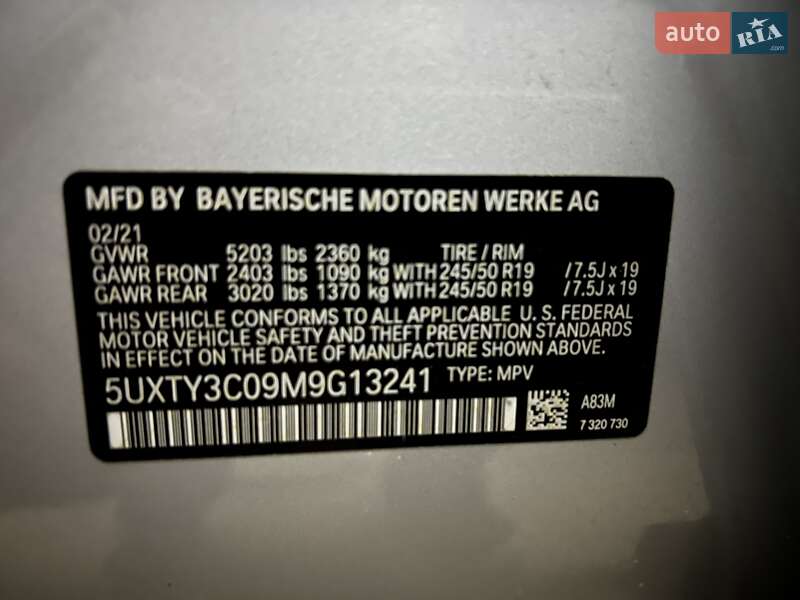 auto RIA .com
MFD BY BAYERISCHE MOTOREN WERKE AG
02/21
GVWR 5203 lbs 2360 kg TIRE / RIM
GAWR FRONT 2403 lbs 1090 kg WITH 245/50 R19 / 7.5J x 19
GAWR REAR 3020 lbs 1370 kg WITH 245/50 R19 / 7.5J x 19
THIS VEHICLE CONFORMS TO ALL APPLICABLE U. S. FEDERAL
MOTOR VEHICLE SAFETY AND THEFT PREVENTION STANDARDS
IN EFFECT ON THE DATE OF MANUFACTURE SHOWN ABOVE.
5UXTY3C09M9G13241 TYPE: MPV
A83M
7 320 730